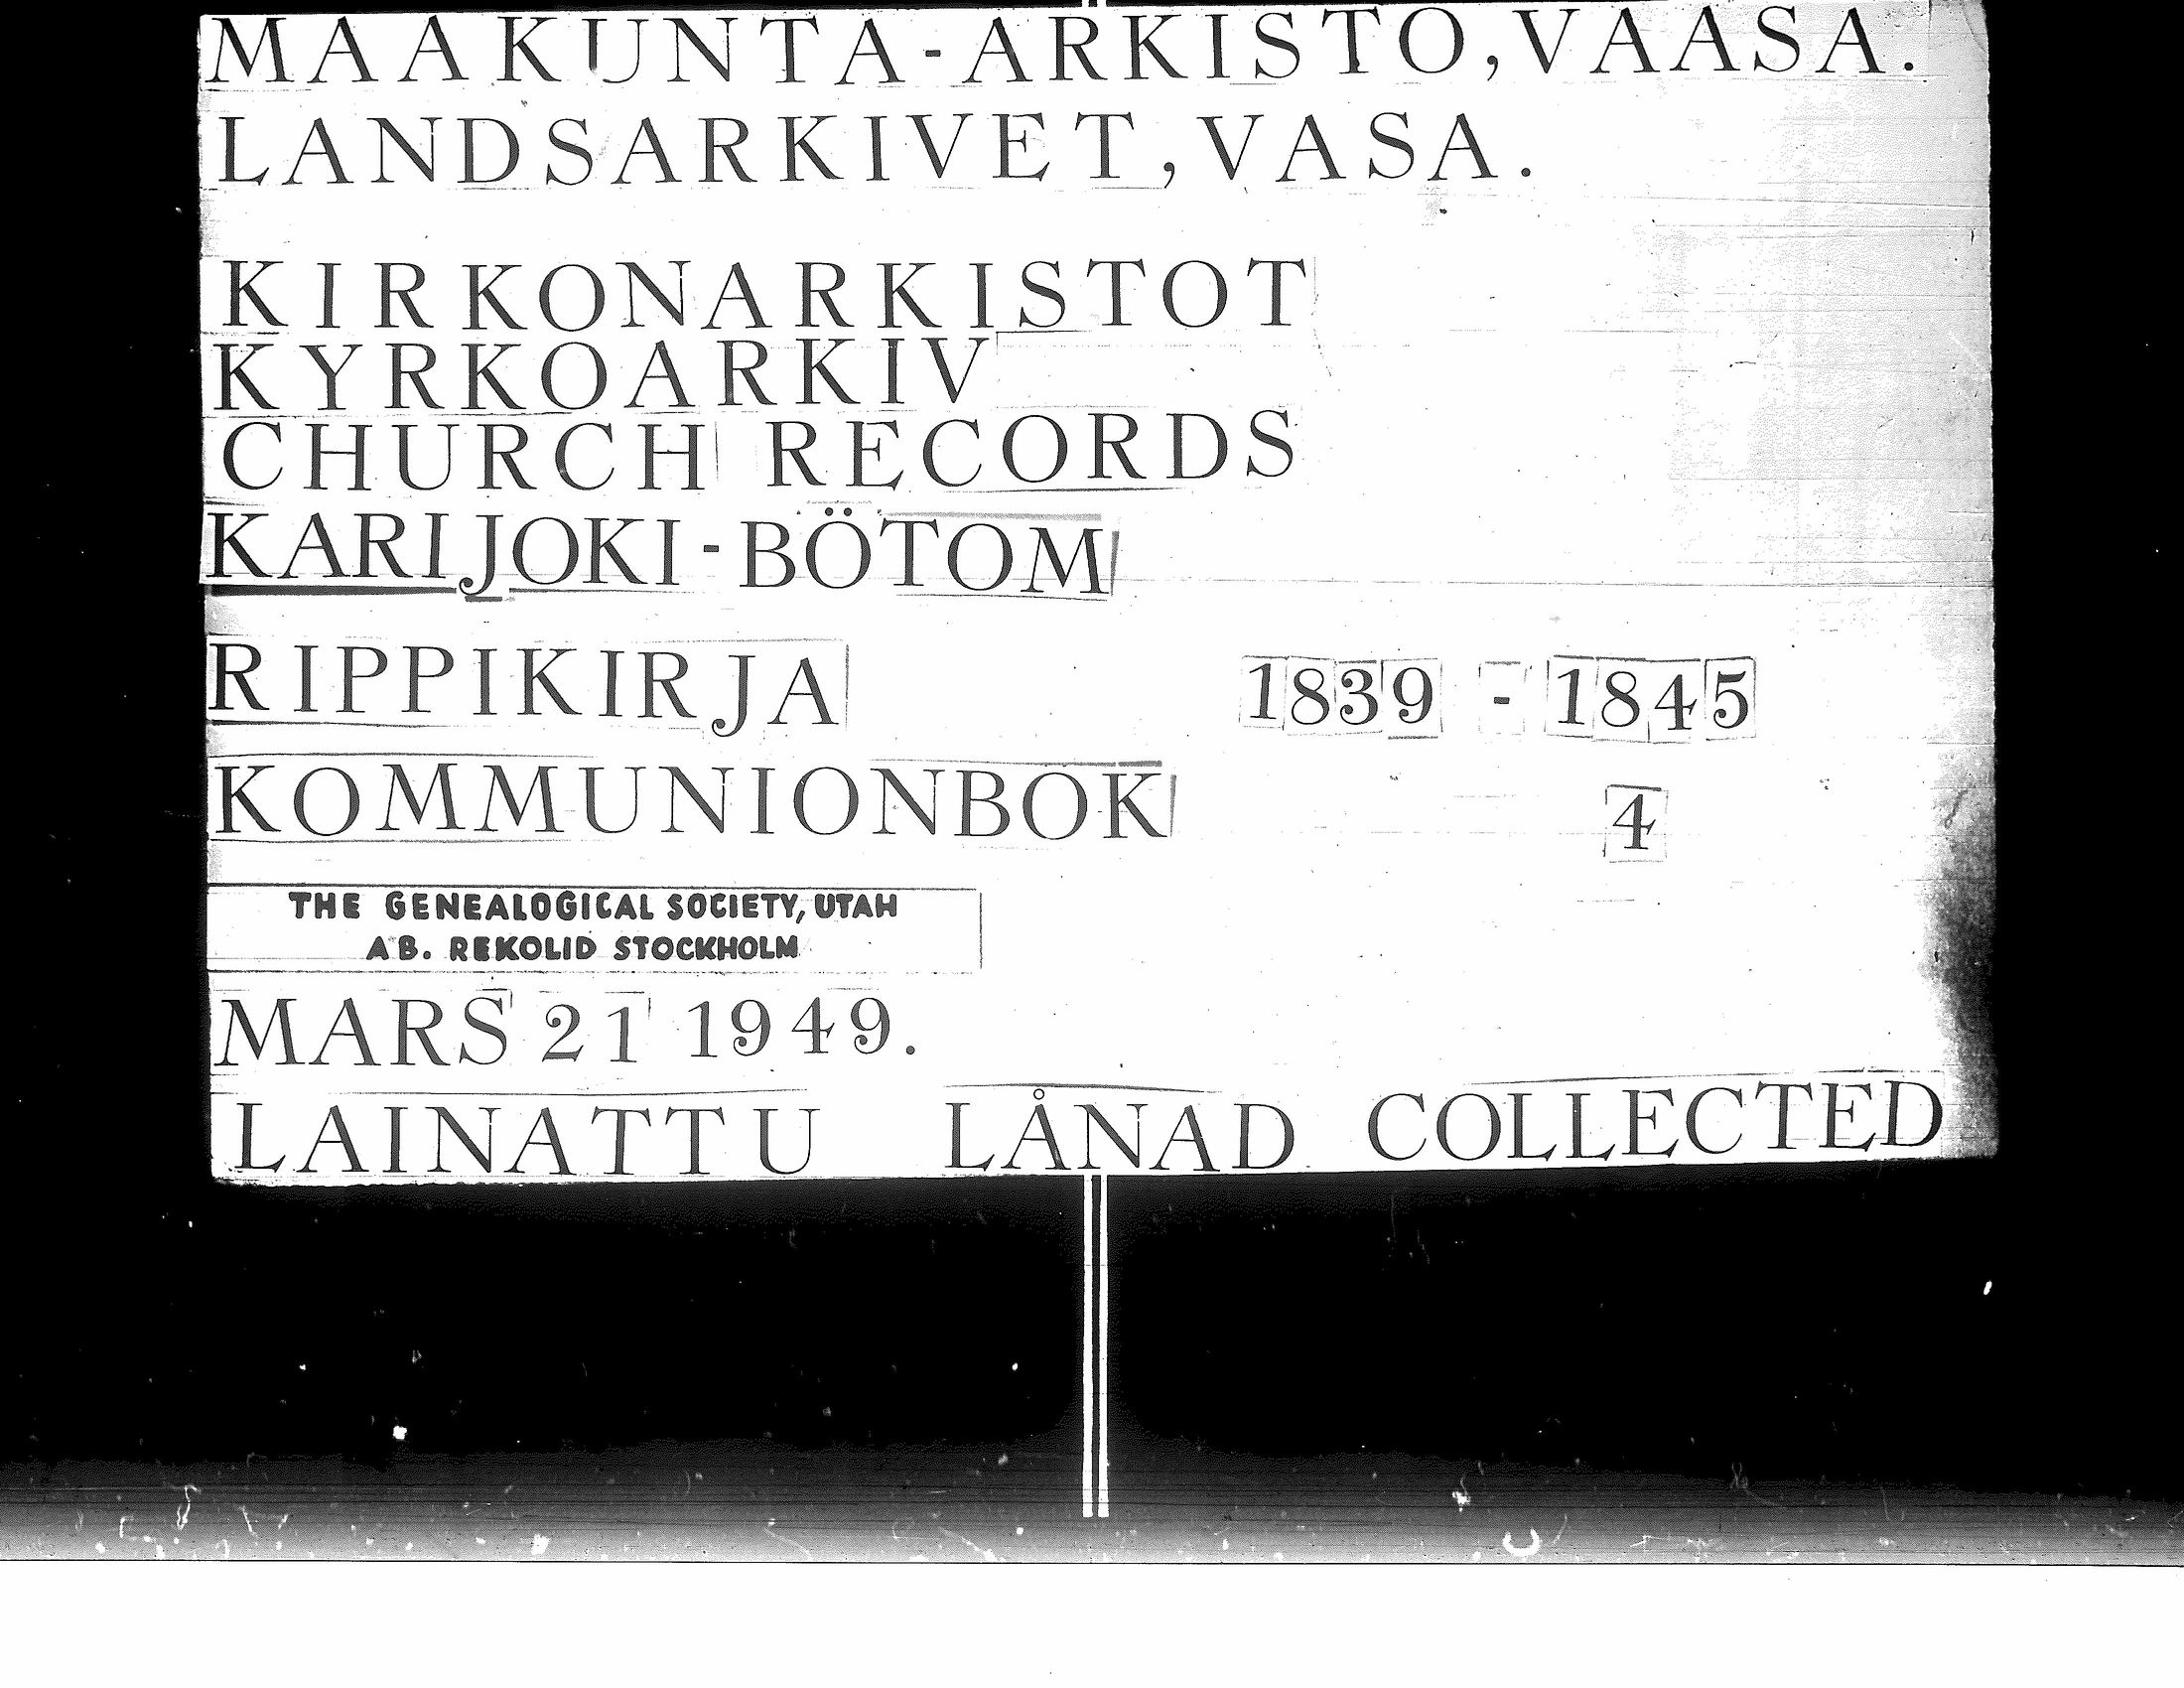 MAAKUNTA-ARKISTO, VAASA.
LANDSARKIVET, VASA.
KIRKONARKISTOT
KYRKOARKIV
CHURCH RECORDS
KARIJOKI-BÖTOM
RIPPIKIRJA 1839 - 1845
KOMMUNIONBOK 4
THE GENEALOGICAL SOCIETY, UTAH
AB. REKOLID STOCKHOLM
MARS 21 1949.
LAINATTU LÅNAD COLLECTED